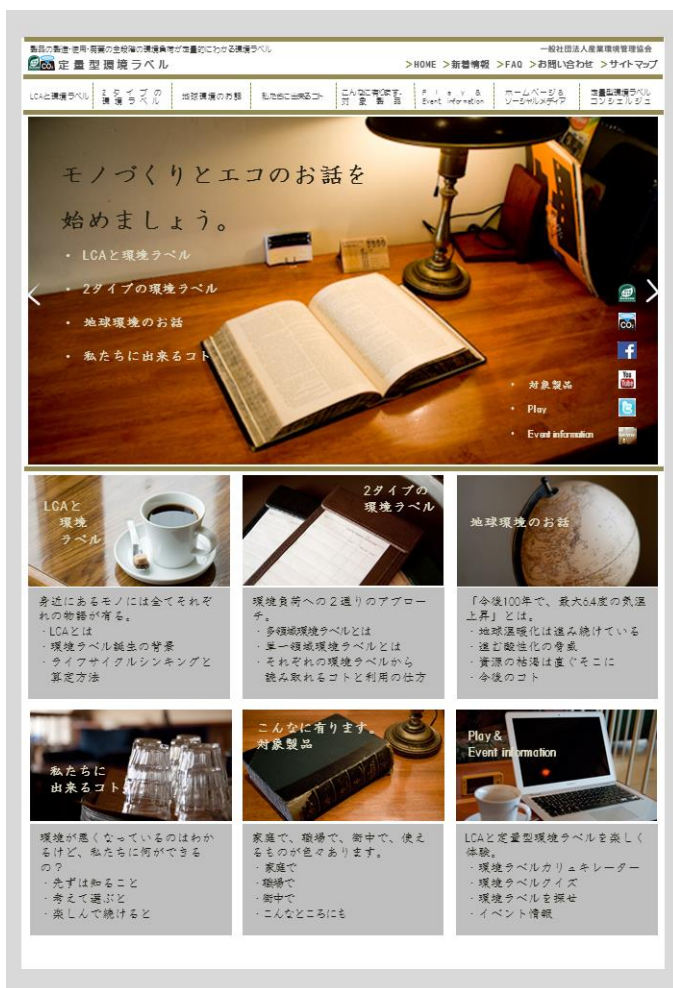 製品の製造・使用・廃棄の全段階の環境負荷が定量的にわかる環境ラベル
一般社団法人産業環境管理協会
定量型環境ラベル
>HOME >新着情報 >FAQ >お問い合わせ >サイトマップ
LCAと環境ラベル
2タイプの
環境ラベル
地球環境のお話
私たちに出来るコト
こんなに有ります。
対象製品
Play &
Event information
ホームページ&
ソーシャルメディア
定量型環境ラベル
コンシェルジュ
モノづくりとエコのお話を
始めましょう。
・ LCAと環境ラベル
・ 2タイプの環境ラベル
・ 地球環境のお話
・ 私たちに出来るコト
CO₂
You
Tube
・ 対象製品
・ Play
・ Event information
LCAと
環境
ラベル
2タイプの
環境ラベル
地球環境のお話
身近にあるモノには全てそれぞ
れの物語が有る。
・LCAとは
・環境ラベル誕生の背景
・ライフサイクルシンキングと
算定方法
環境負荷への2通りのアプロー
チ。
・多領域環境ラベルとは
・単一領域環境ラベルとは
・それぞれの環境ラベルから
読み取れるコトと利用の仕方
「今後100年で、最大6.4度の気温
上昇」とは。
・地球温暖化は進み続けている
・進む酸性化の脅威
・資源の枯渇は直ぐそこに
・今後のコト
私たちに
出来るコト
こんなに有ります。
対象製品
Play &
Event information
環境が悪くなっているのはわか
るけど、私たちに何ができる
の?
・先ずは知ること
・考えて選ぶと
・楽しんで続けると
家庭で、職場で、街中で、使え
るものが色々あります。
・家庭で
・職場で
・街中で
・こんなところにも
LCAと定量型環境ラベルを楽しく
体験。
・環境ラベルカリュキレーター
・環境ラベルクイズ
・環境ラベルを探せ
・イベント情報